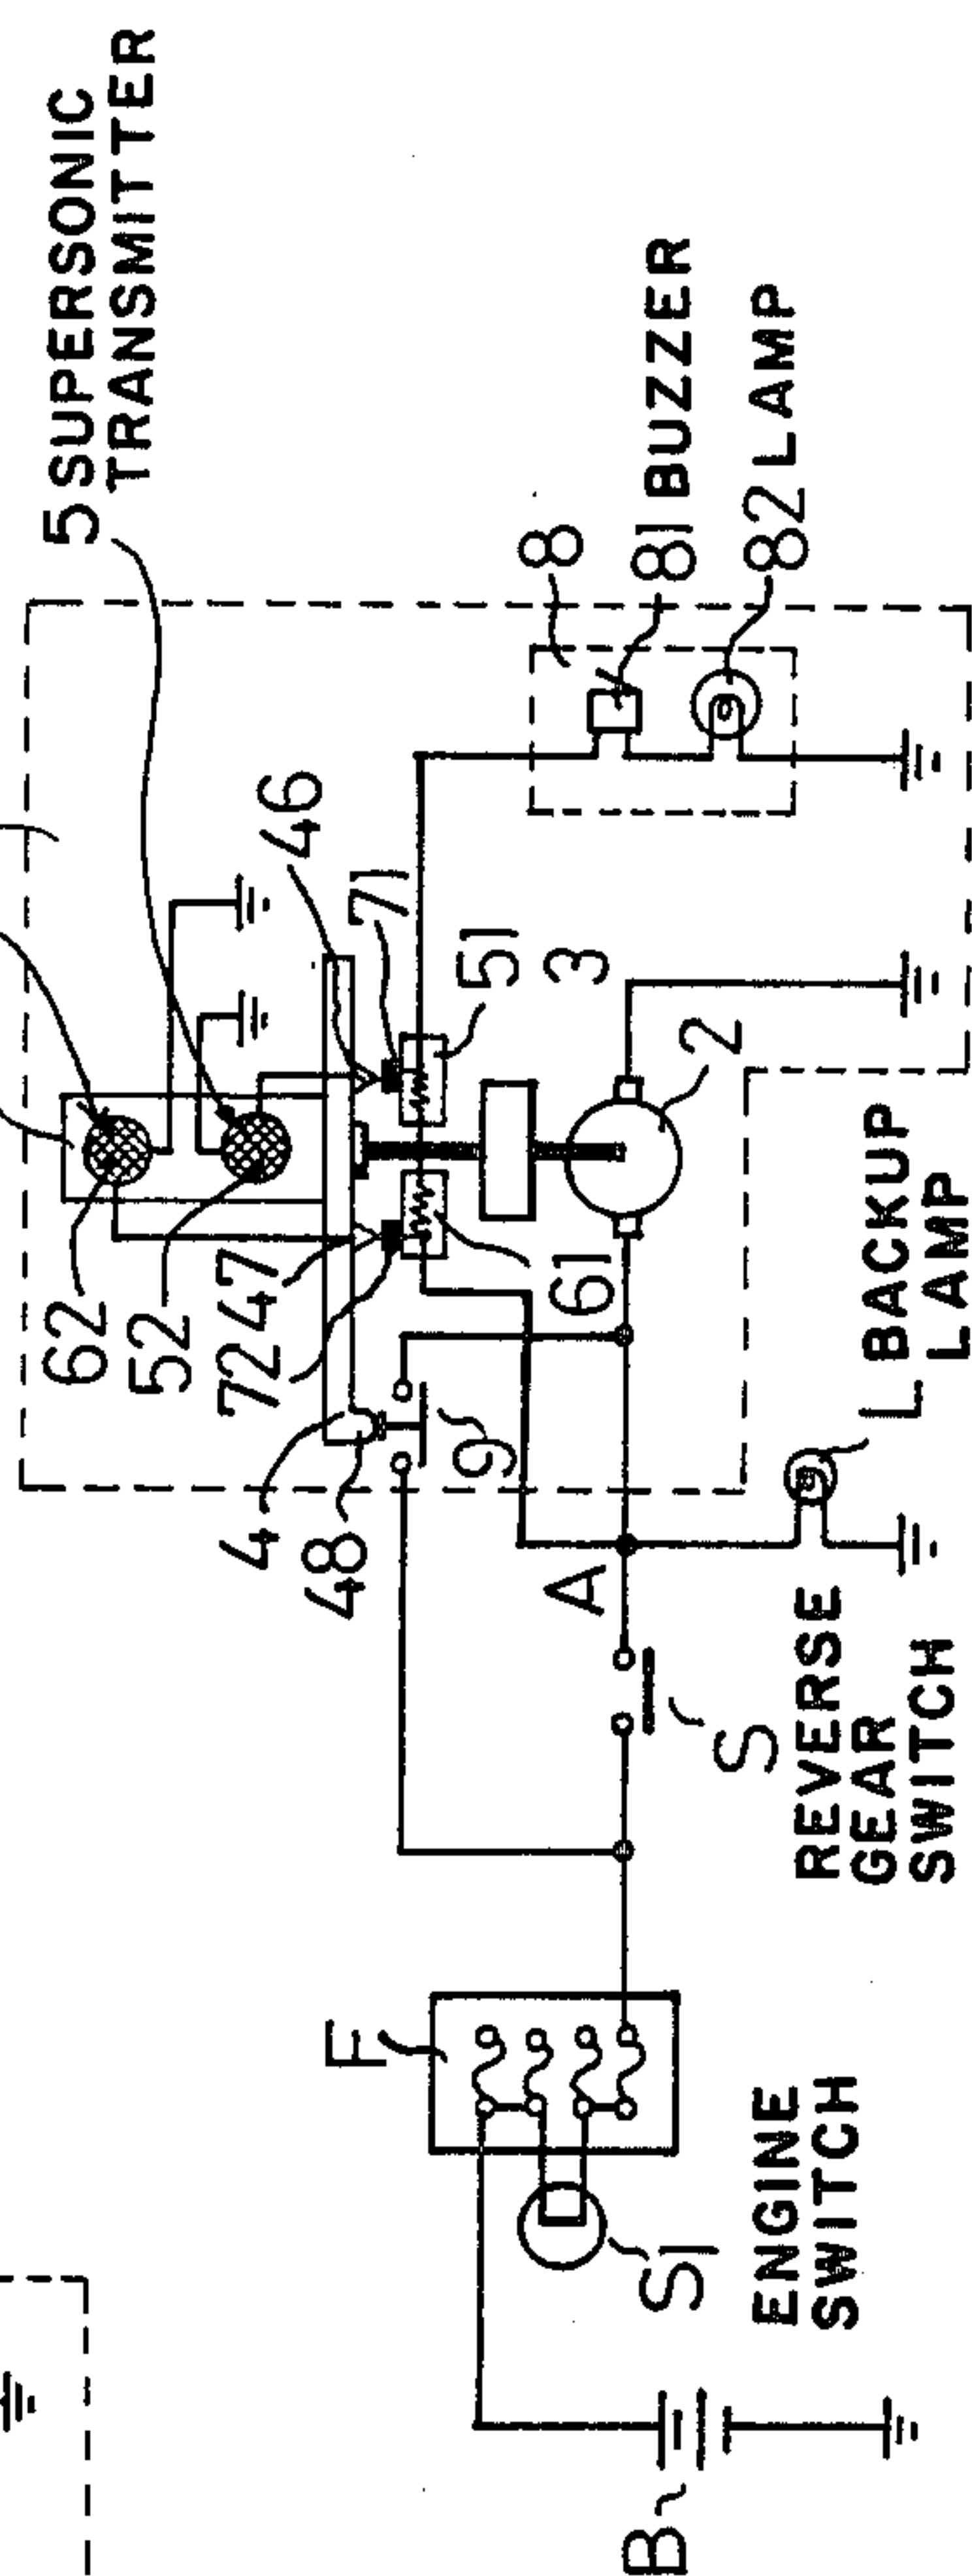 5 SUPERSONIC
TRANSMITTER
62
52
72 47
46
71
4
48
51
3
61
9
2
8
81 BUZZER
82 LAMP
A
L BACKUP
LAMP
S
REVERSE
GEAR
SWITCH
F
S1
ENGINE
SWITCH
B